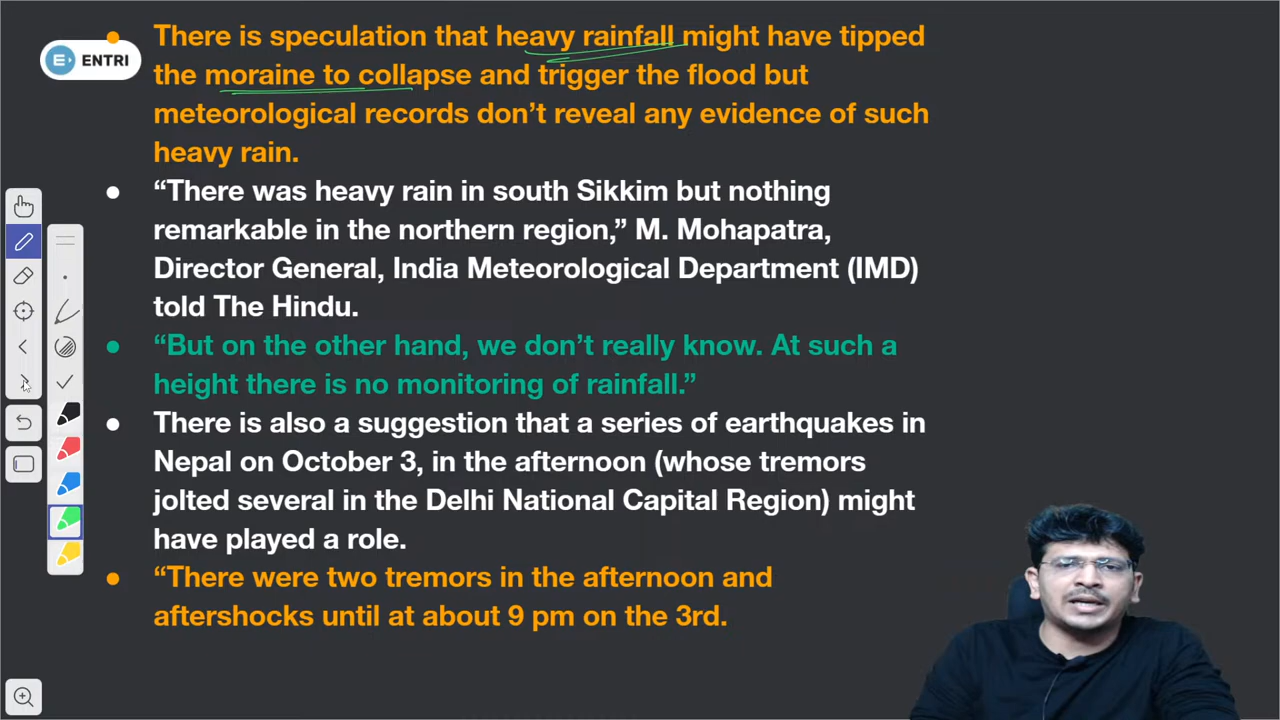 There is speculation that heavy rainfall might have tipped
ENTRI
the moraine to collapse and trigger the flood but
meteorological records don’t reveal any evidence of such
heavy rain.
“There was heavy rain in south Sikkim but nothing
remarkable in the northern region,” M. Mohapatra,
Director General, India Meteorological Department (IMD)
told The Hindu.
“But on the other hand, we don’t really know. At such a
height there is no monitoring of rainfall.”
There is also a suggestion that a series of earthquakes in
Nepal on October 3, in the afternoon (whose tremors
jolted several in the Delhi National Capital Region) might
have played a role.
“There were two tremors in the afternoon and
aftershocks until at about 9 pm on the 3rd.